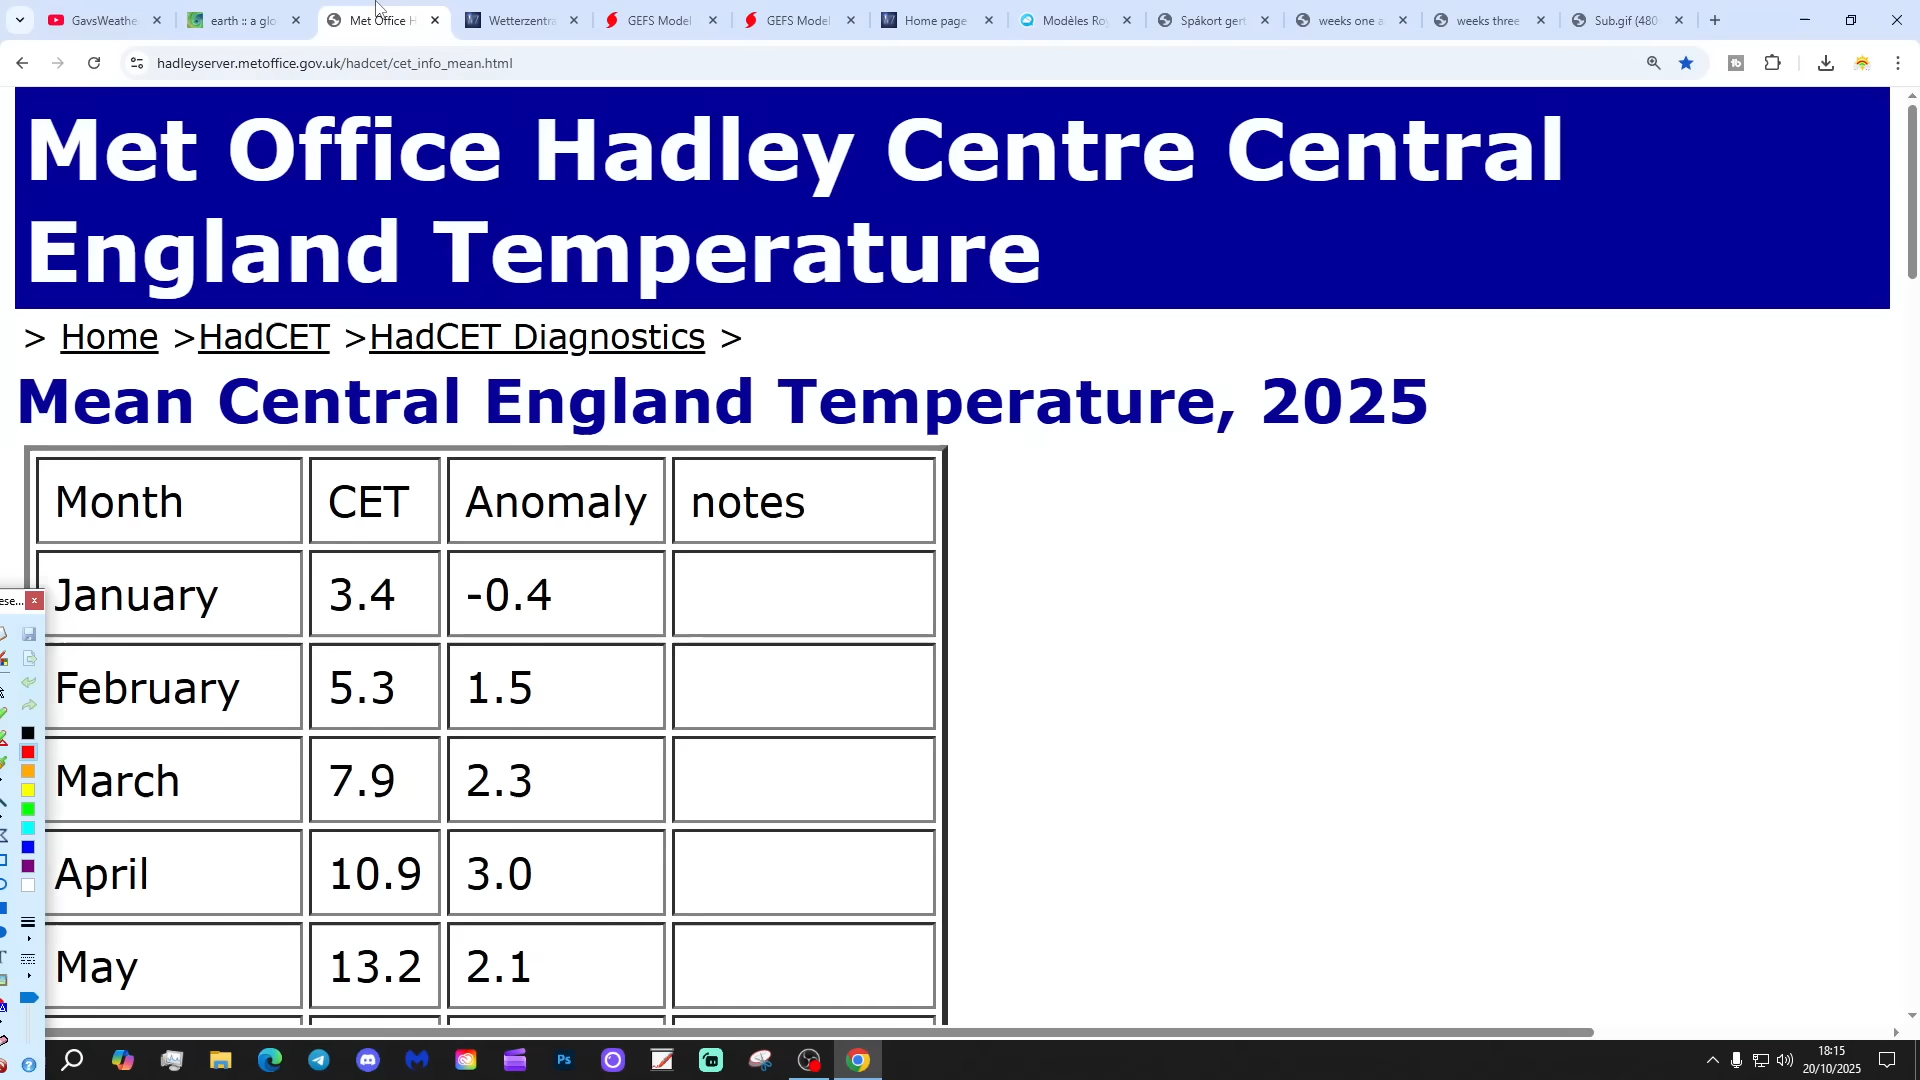 GavsWeathe
earth :: a glo
Met Office H
Wetterzentra
GEFS Model
GEFS Model
Home page
Modèles Roy
Spákort gert
weeks one a
weeks three
Sub.gif (480
hadleyserver.metoffice.gov.uk/hadcet/cet_info_mean.html
Met Office Hadley Centre Central
England Temperature
> Home >HadCET >HadCET Diagnostics >
Mean Central England Temperature, 2025
Month CET Anomaly notes
January 3.4 -0.4
February 5.3 1.5
March 7.9 2.3
April 10.9 3.0
May 13.2 2.1
ese...
Ps
18:15
20/10/2025